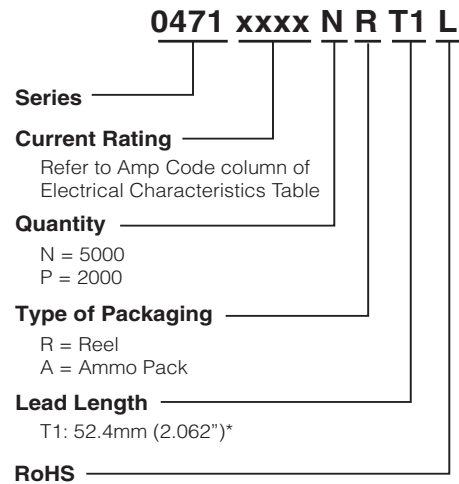 0471 xxxx N R T1 L
Series
Current Rating
Refer to Amp Code column of
Electrical Characteristics Table
Quantity
N = 5000
P = 2000
Type of Packaging
R = Reel
A = Ammo Pack
Lead Length
T1: 52.4mm (2.062”)*
RoHS